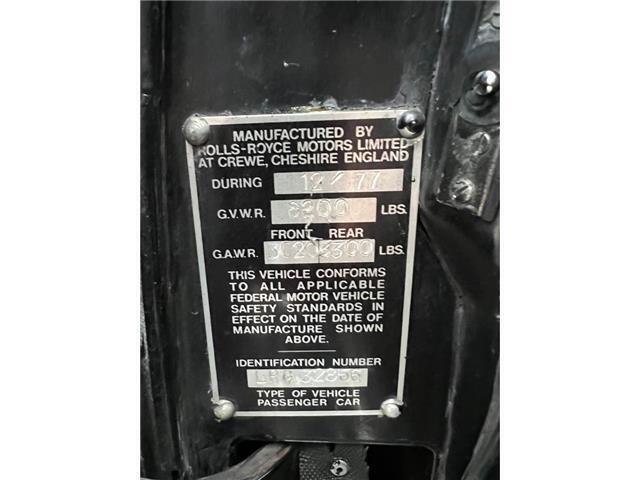 MANUFACTURED BY
ROLLS-ROYCE MOTORS LIMITED
AT CREWE, CHESHIRE ENGLAND
DURING 12 / 77
G.V.W.R. LBS.
FRONT REAR
G.A.W.R. LBS.
THIS VEHICLE CONFORMS
TO ALL APPLICABLE
FEDERAL MOTOR VEHICLE
SAFETY STANDARDS IN
EFFECT ON THE DATE OF
MANUFACTURE SHOWN
ABOVE.
IDENTIFICATION NUMBER
TYPE OF VEHICLE
PASSENGER CAR